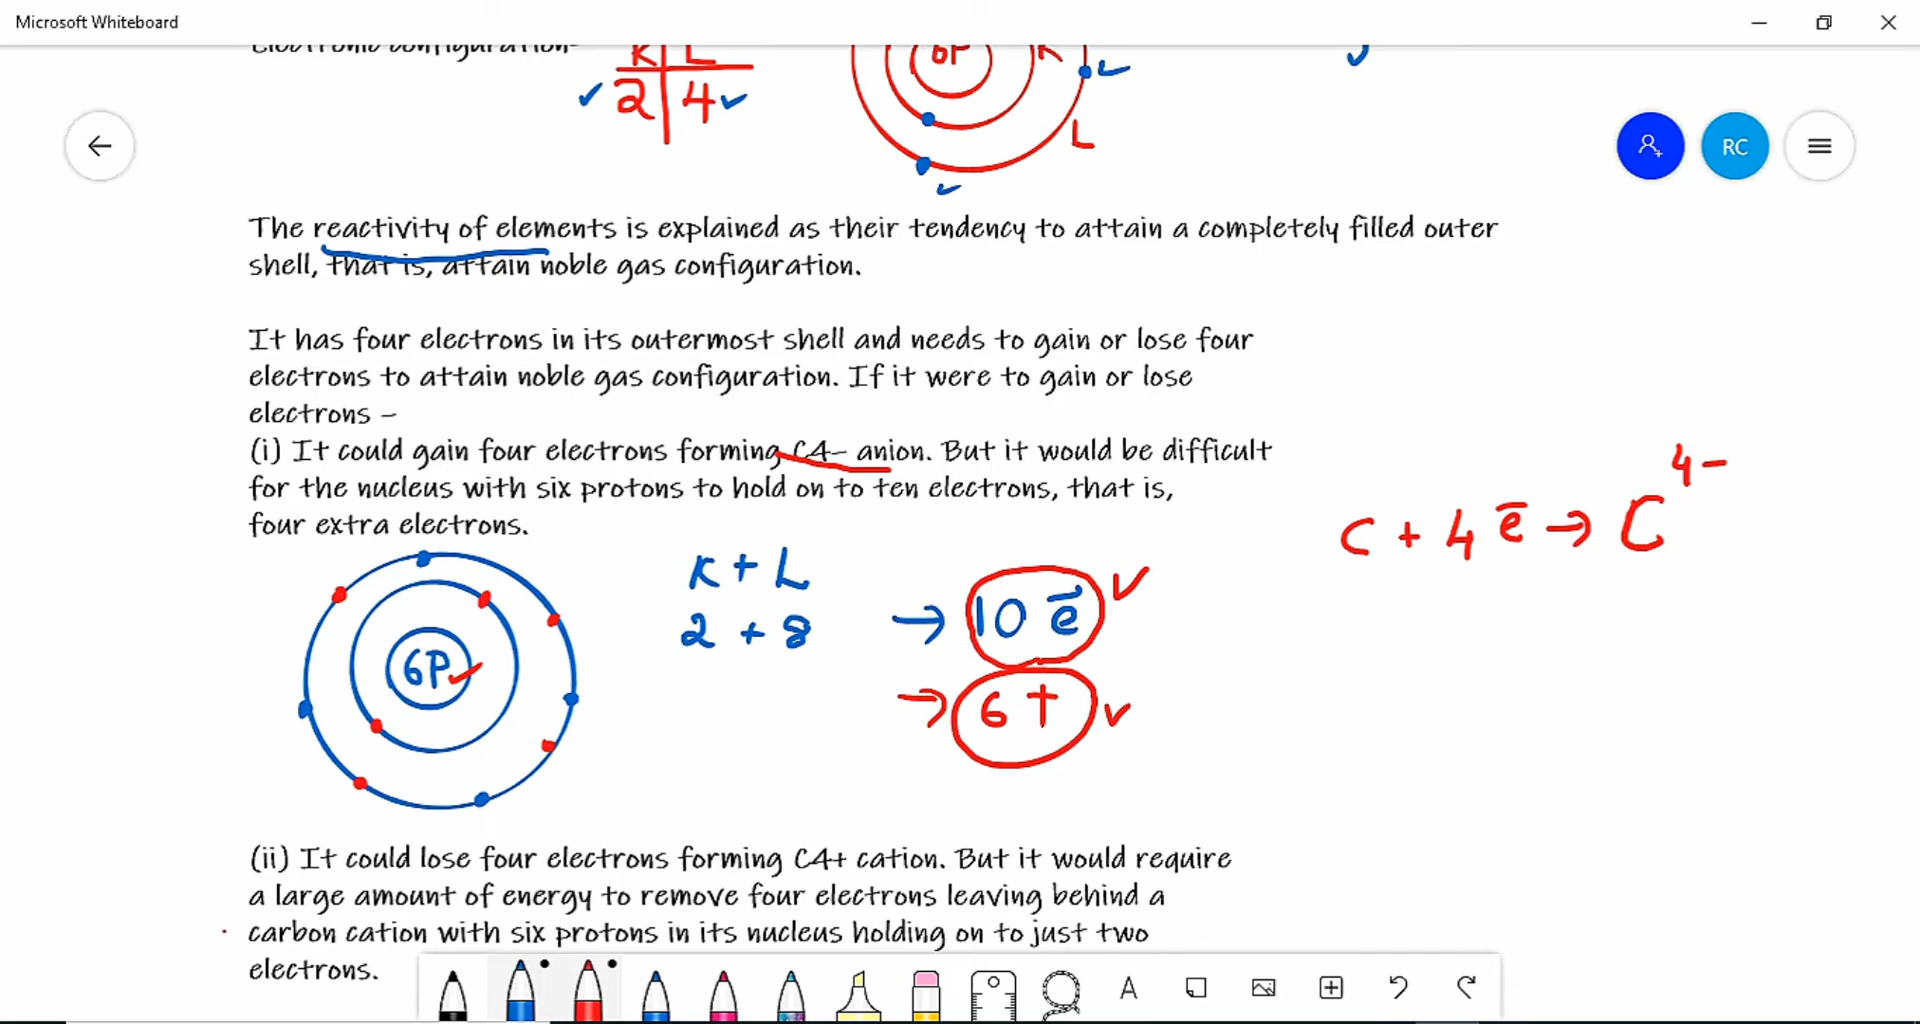 Microsoft Whiteboard
Electronic configuration-
K L
2 4
6P
K
L
RC
The reactivity of elements is explained as their tendency to attain a completely filled outer
shell, that is, attain noble gas configuration.
It has four electrons in its outermost shell and needs to gain or lose four
electrons to attain noble gas configuration. If it were to gain or lose
electrons –
(i) It could gain four electrons forming C4- anion. But it would be difficult
for the nucleus with six protons to hold on to ten electrons, that is,
four extra electrons.
C + 4 e̅ → C⁴⁻
K + L
2 + 8 → 10 e̅
→ 6 +
6P
(ii) It could lose four electrons forming C4+ cation. But it would require
a large amount of energy to remove four electrons leaving behind a
carbon cation with six protons in its nucleus holding on to just two
electrons.